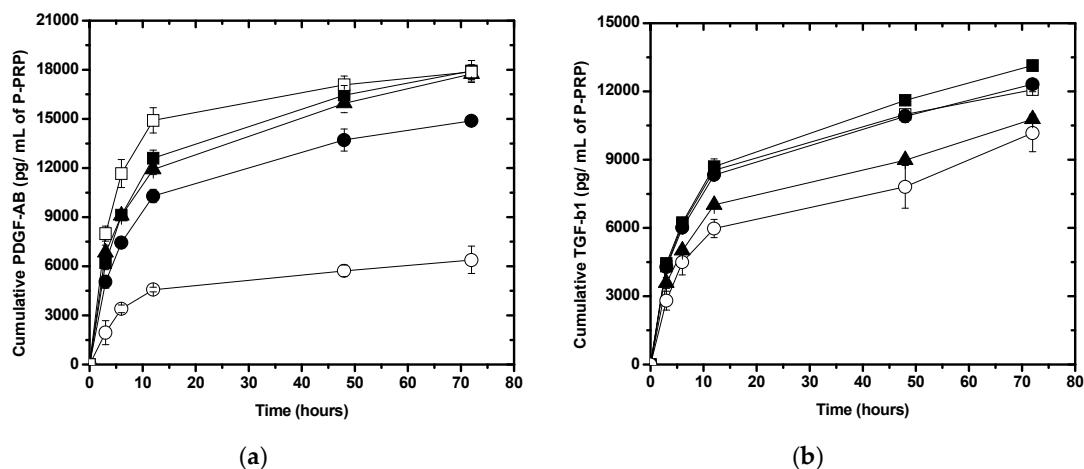 Cumulative PDGF-AB (pg/ mL of P-PRP)
18000
15000
12000
9000
6000
3000
0
0 10 20 30 40 50 60 70 80
Time (hours)
(a)
Cumulative TGF-b1 (pg/ mL of P-PRP)
15000
12000
9000
6000
3000
0
0 10 20 30 40 50 60 70 80
Time (hours)
(b)